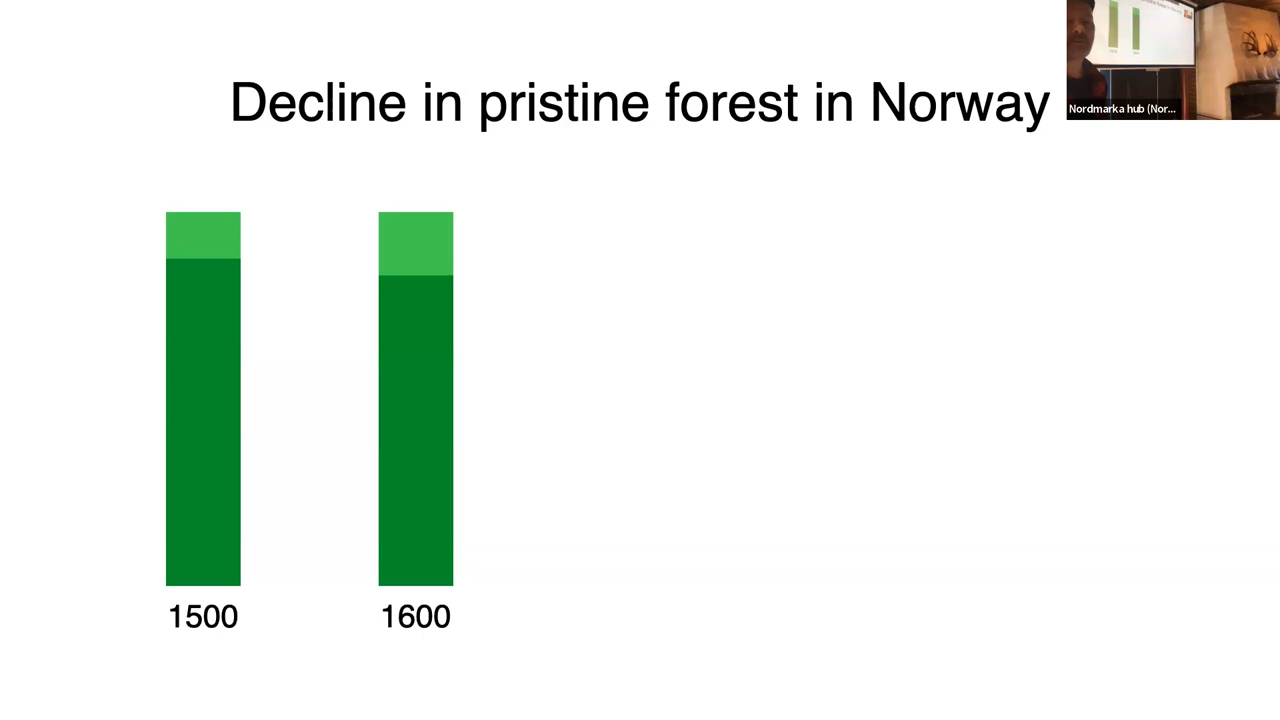 Decline in pristine forest in Norway
Nordmarka hub (Nor...
1500
1600